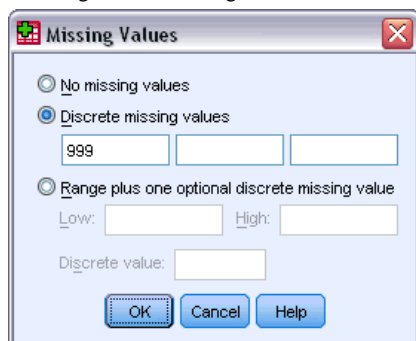 Missing Values
No missing values
Discrete missing values
999
Range plus one optional discrete missing value
Low: High:
Discrete value:
OK Cancel Help